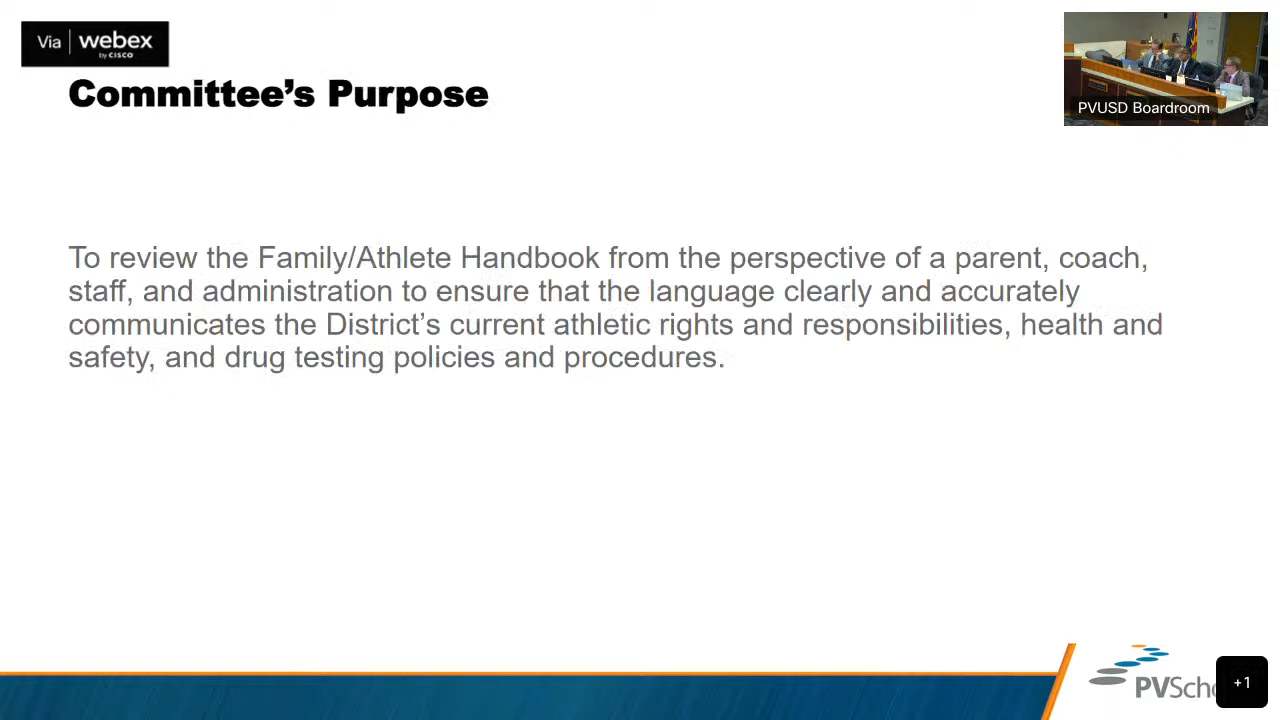 Via webex
by CISCO
Committee's Purpose
PVUSD Boardroom
To review the Family/Athlete Handbook from the perspective of a parent, coach,
staff, and administration to ensure that the language clearly and accurately
communicates the District's current athletic rights and responsibilities, health and
safety, and drug testing policies and procedures.
PVScho
+1